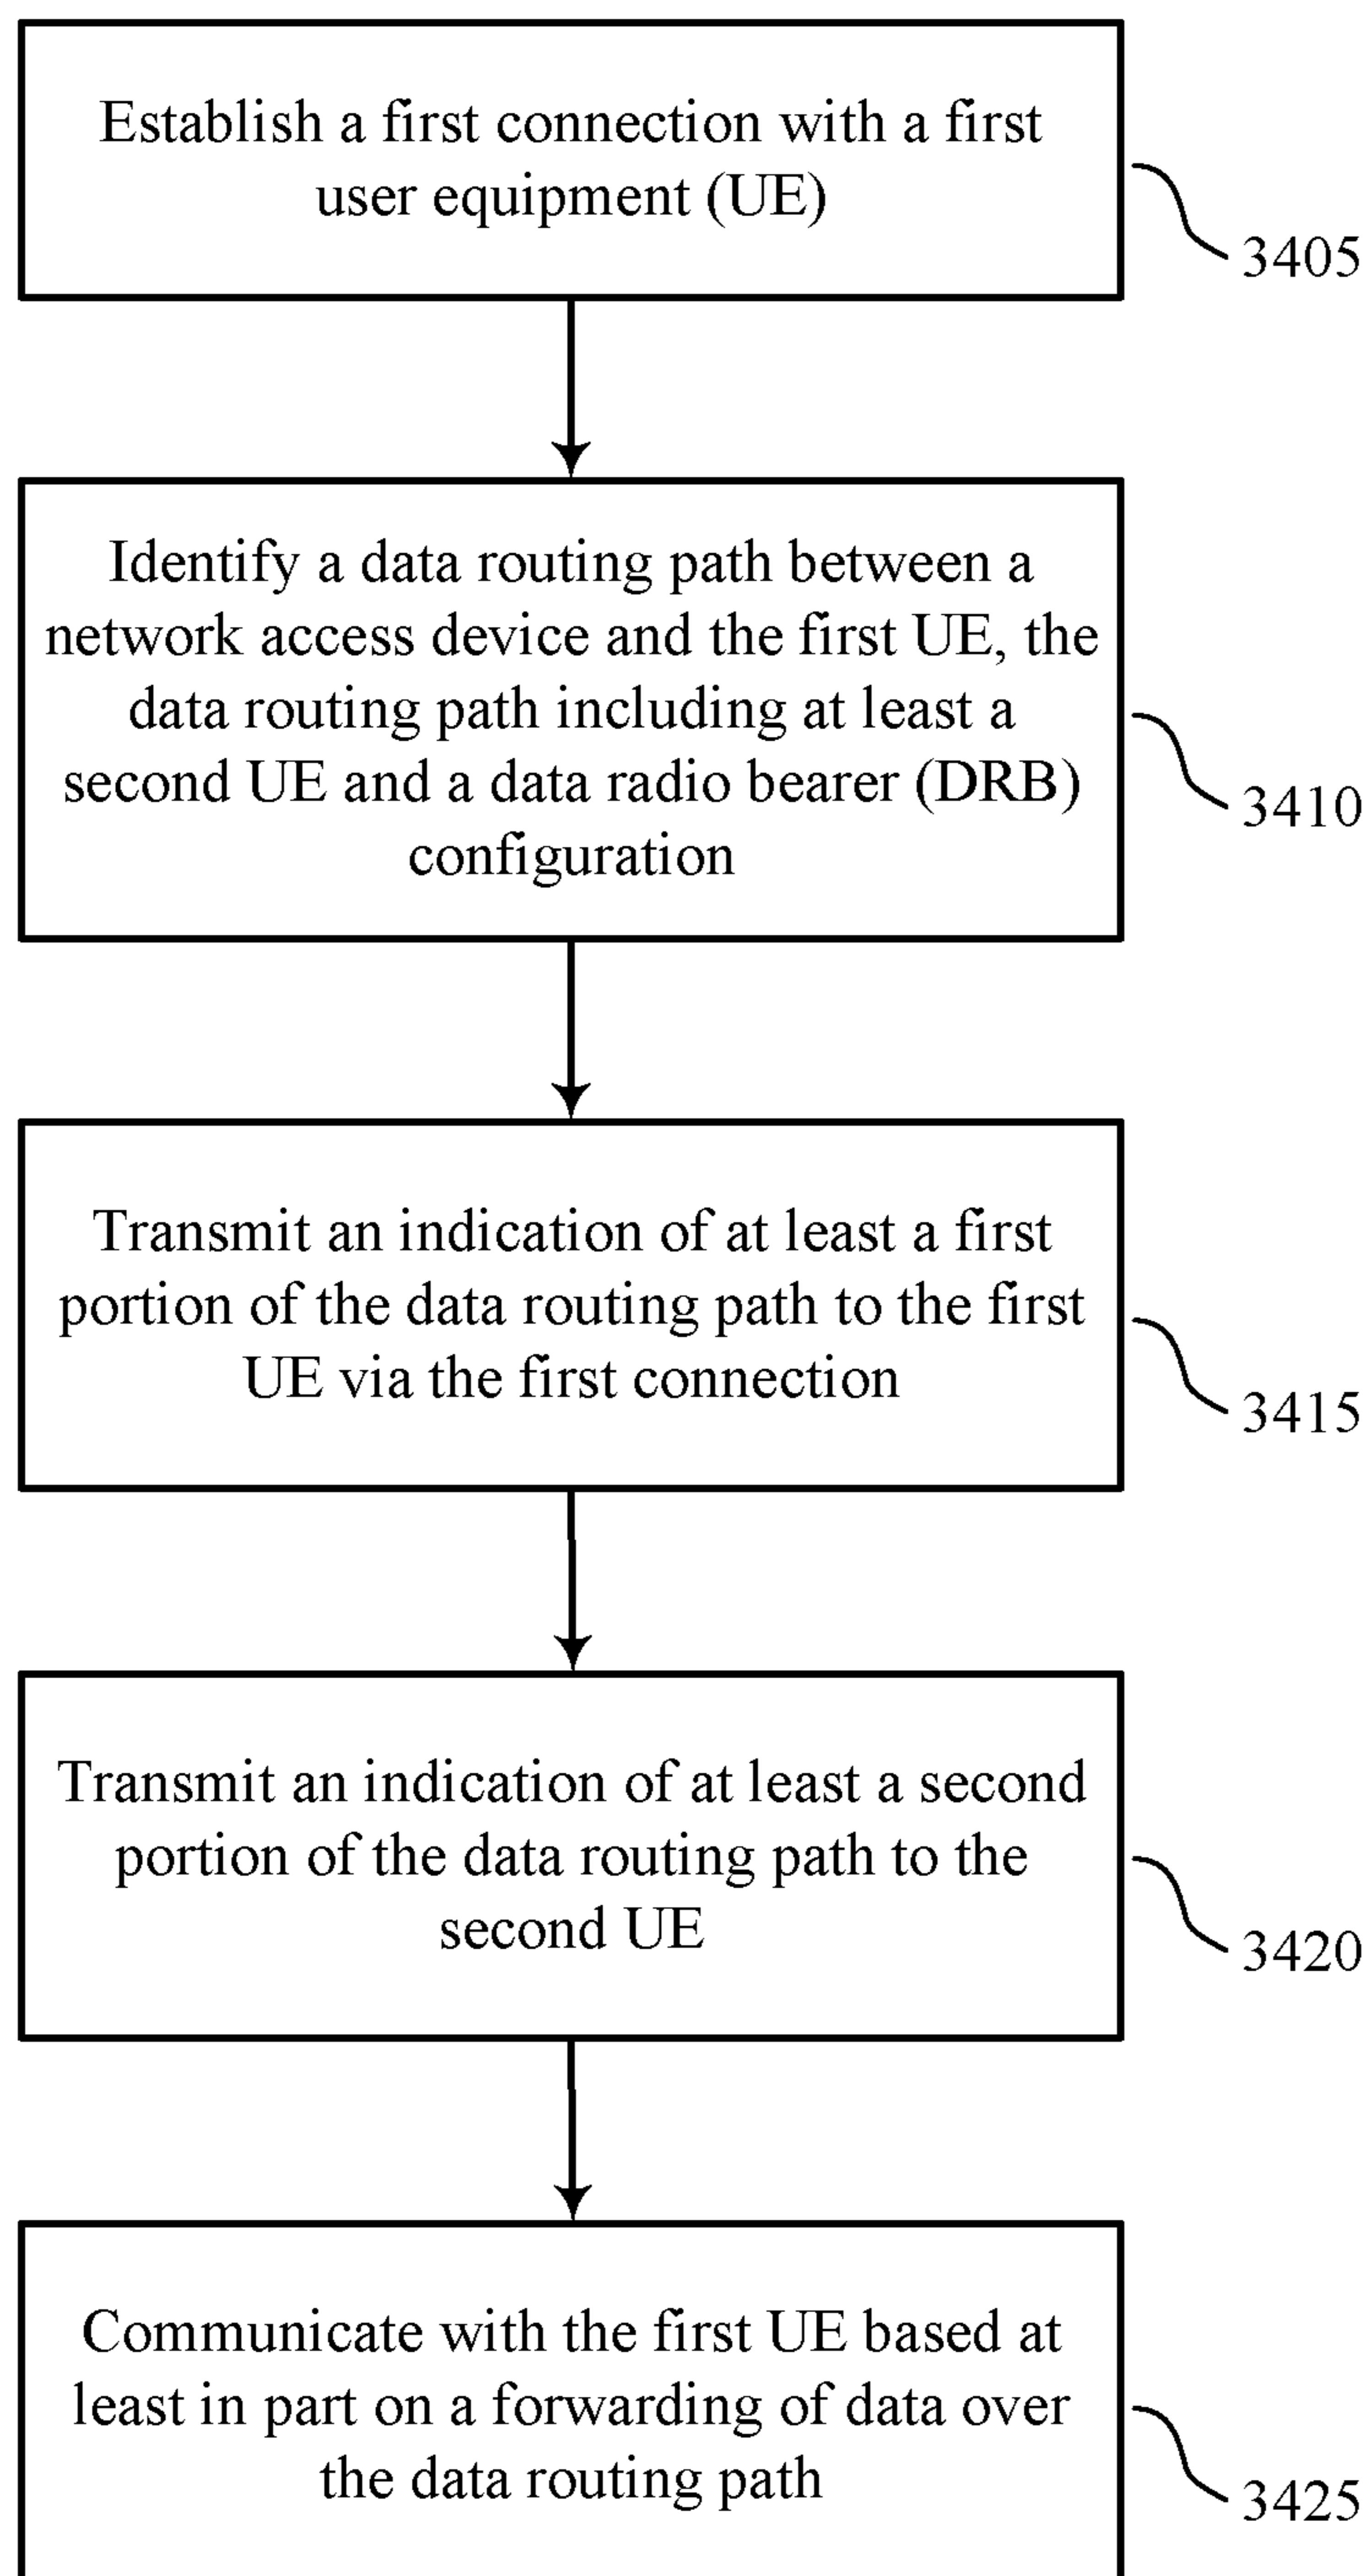 Establish a first connection with a first
user equipment (UE)
3405
Identify a data routing path between a
network access device and the first UE, the
data routing path including at least a
second UE and a data radio bearer (DRB)
configuration
3410
Transmit an indication of at least a first
portion of the data routing path to the first
UE via the first connection
3415
Transmit an indication of at least a second
portion of the data routing path to the
second UE
3420
Communicate with the first UE based at
least in part on a forwarding of data over
the data routing path
3425